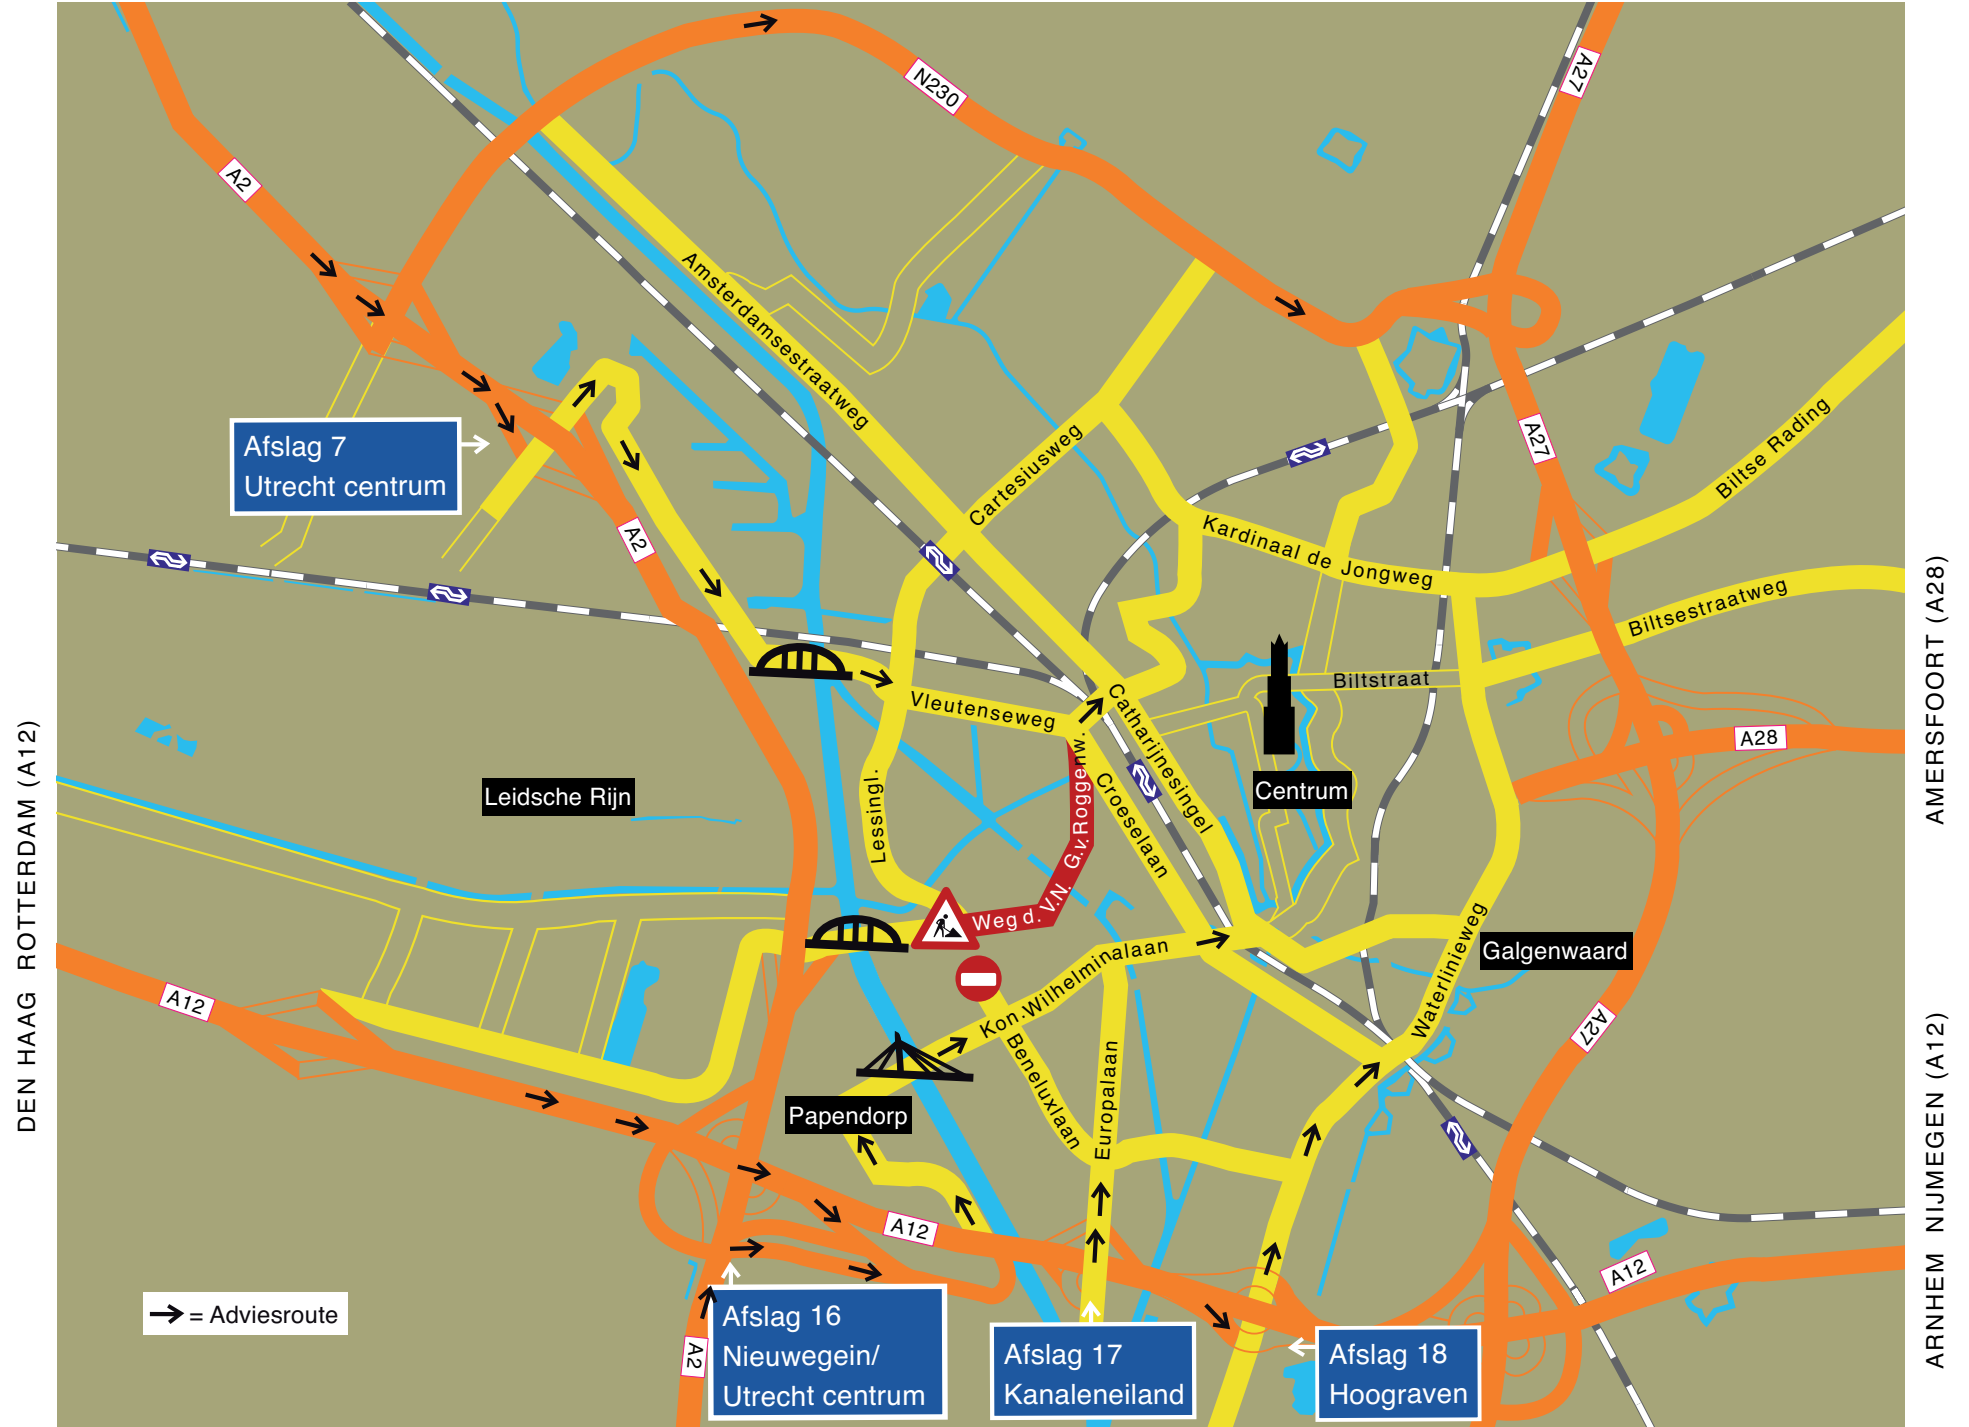 N230
A27
A2
Amsterdamsestraatweg
Afslag 7
Utrecht centrum
Cartesiusweg
A27
Biltse Rading
A2
Kardinaal de Jongweg
Biltsestraatweg
Biltstraat
AMERSFOORT (A28)
Vleutenseweg
Catharijnesingel
A28
DEN HAAG ROTTERDAM (A12)
Leidsche Rijn
Centrum
Lessingl.
Croeselaan
Weg d. V.N. G.v.Roggenw.
Galgenwaard
Waterlinieweg
Kon.Wilhelminalaan
A12
A27
Beneluxlaan
Europalaan
Papendorp
ARNHEM NIJMEGEN (A12)
A12
A12
= Adviesroute
A2
Afslag 16
Nieuwegein/
Utrecht centrum
Afslag 17
Kanaleneiland
Afslag 18
Hoograven